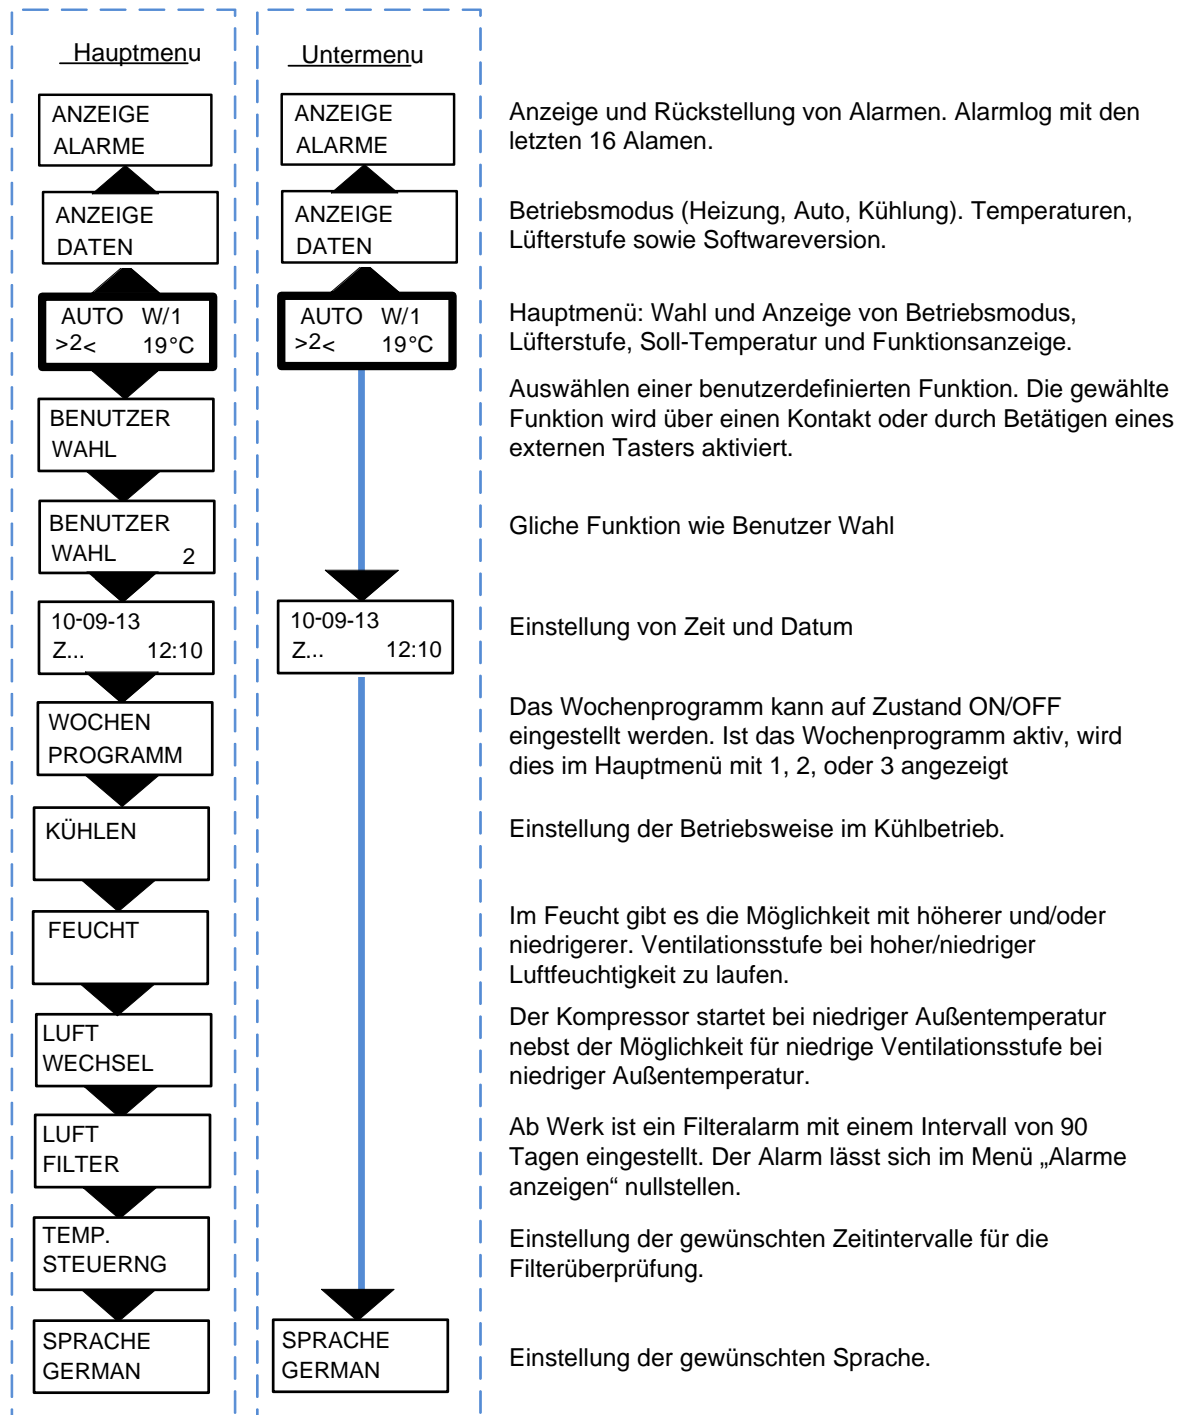 Hauptmenu
Untermenu
ANZEIGE
ALARME
ANZEIGE
ALARME
Anzeige und Rückstellung von Alarmen. Alarmlog mit den
letzten 16 Alamen.
ANZEIGE
DATEN
ANZEIGE
DATEN
Betriebsmodus (Heizung, Auto, Kühlung). Temperaturen,
Lüfterstufe sowie Softwareversion.
AUTO W/1
>2< 19°C
AUTO W/1
>2< 19°C
Hauptmenü: Wahl und Anzeige von Betriebsmodus,
Lüfterstufe, Soll-Temperatur und Funktionsanzeige.
BENUTZER
WAHL
Auswählen einer benutzerdefinierten Funktion. Die gewählte
Funktion wird über einen Kontakt oder durch Betätigen eines
externen Tasters aktiviert.
BENUTZER
WAHL 2
Gliche Funktion wie Benutzer Wahl
10-09-13
Z... 12:10
10-09-13
Z... 12:10
Einstellung von Zeit und Datum
WOCHEN
PROGRAMM
Das Wochenprogramm kann auf Zustand ON/OFF
eingestellt werden. Ist das Wochenprogramm aktiv, wird
dies im Hauptmenü mit 1, 2, oder 3 angezeigt
KÜHLEN
Einstellung der Betriebsweise im Kühlbetrieb.
FEUCHT
Im Feucht gibt es die Möglichkeit mit höherer und/oder
niedrigerer. Ventilationsstufe bei hoher/niedriger
Luftfeuchtigkeit zu laufen.
LUFT
WECHSEL
Der Kompressor startet bei niedriger Außentemperatur
nebst der Möglichkeit für niedrige Ventilationsstufe bei
niedriger Außentemperatur.
LUFT
FILTER
Ab Werk ist ein Filteralarm mit einem Intervall von 90
Tagen eingestellt. Der Alarm lässt sich im Menü „Alarme
anzeigen“ nullstellen.
TEMP.
STEUERNG
Einstellung der gewünschten Zeitintervalle für die
Filterüberprüfung.
SPRACHE
GERMAN
SPRACHE
GERMAN
Einstellung der gewünschten Sprache.